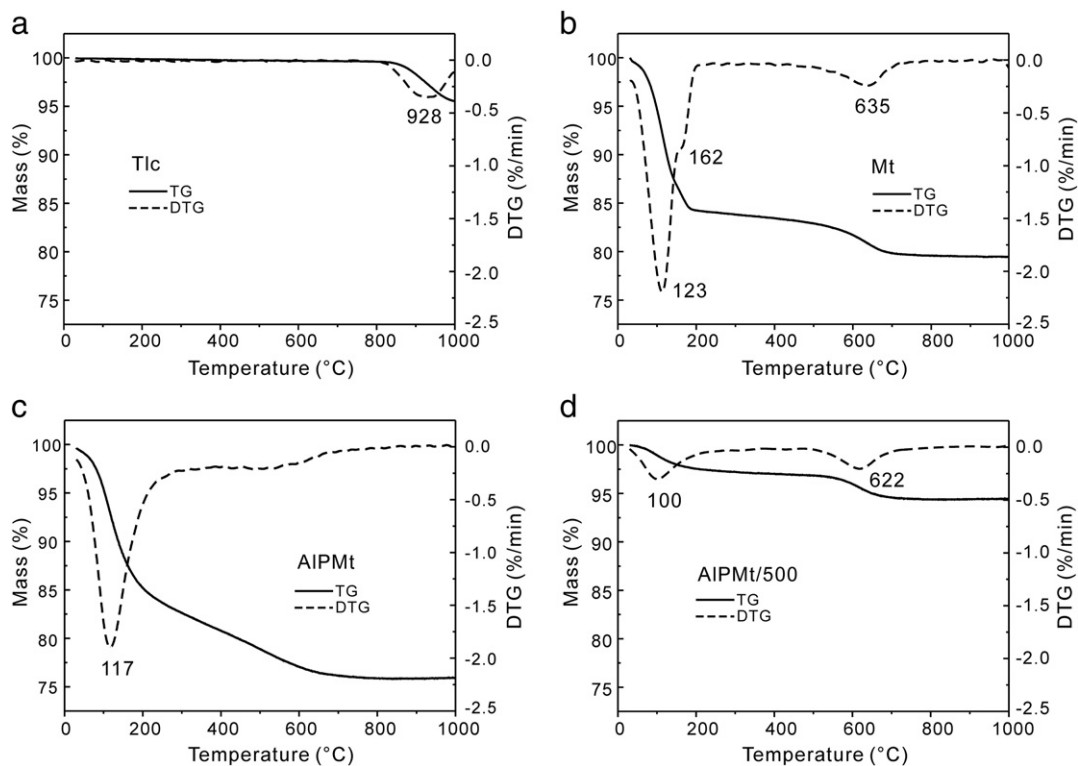 a
0 200 400 600 800 1000
100
95
90
85
80
75
Mass (%)
0.0
-0.5
-1.0
-1.5
-2.0
-2.5
DTG (%/min)
928
Tlc
TG
DTG
Temperature (°C)
b
0 200 400 600 800 1000
100
95
90
85
80
75
Mass (%)
0.0
-0.5
-1.0
-1.5
-2.0
-2.5
DTG (%/min)
635
162
123
Mt
TG
DTG
Temperature (°C)
c
0 200 400 600 800 1000
100
95
90
85
80
75
Mass (%)
0.0
-0.5
-1.0
-1.5
-2.0
-2.5
DTG (%/min)
AlPMt
TG
DTG
117
Temperature (°C)
d
0 200 400 600 800 1000
100
95
90
85
80
75
Mass (%)
0.0
-0.5
-1.0
-1.5
-2.0
-2.5
DTG (%/min)
100
622
AlPMt/500
TG
DTG
Temperature (°C)